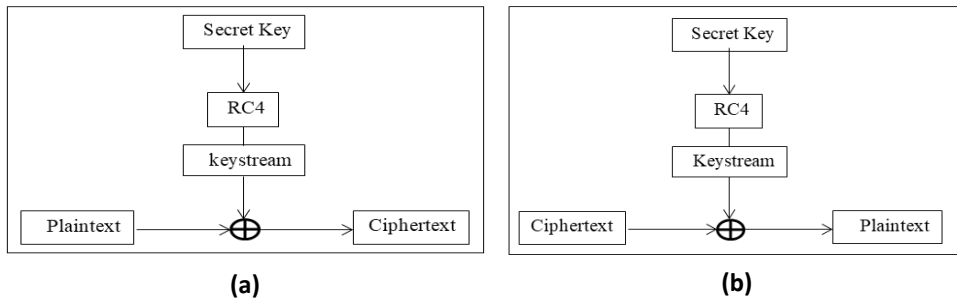 Secret Key
RC4
keystream
Plaintext
Ciphertext
(a)
Secret Key
RC4
Keystream
Ciphertext
Plaintext
(b)